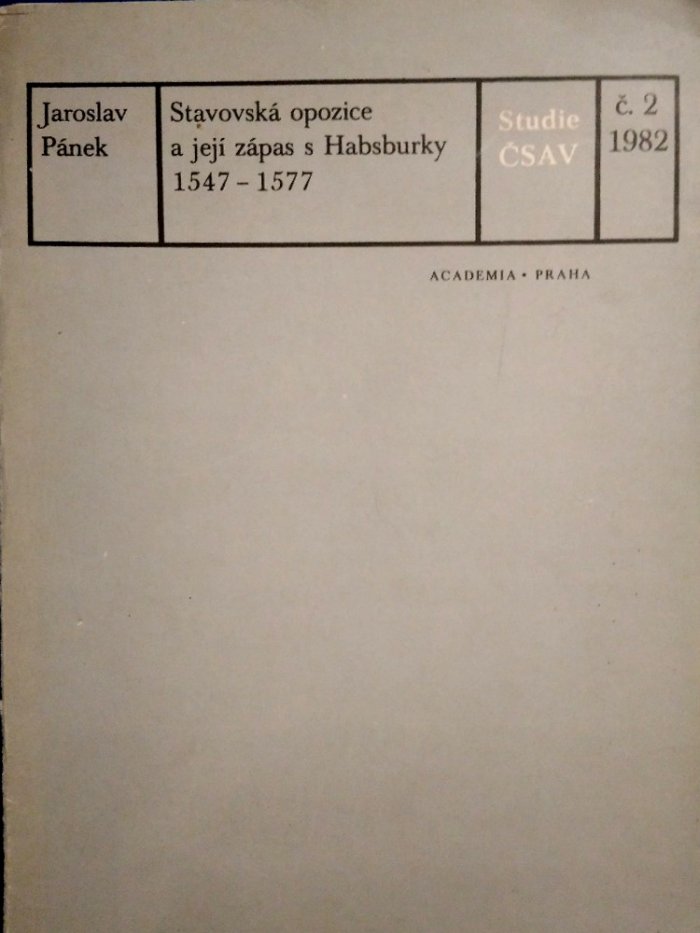 Jaroslav
Pánek
Stavovská opozice
a její zápas s Habsburky
1547 – 1577
Studie
ČSAV
č. 2
1982
ACADEMIA • PRAHA